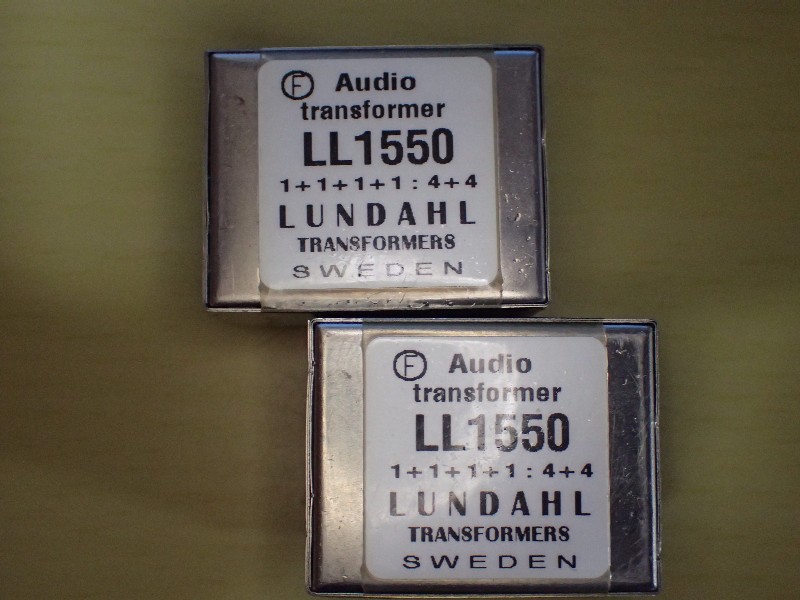 F Audio
transformer
LL1550
1+1+1+1:4+4
LUNDAHL
TRANSFORMERS
SWEDEN
F Audio
transformer
LL1550
1+1+1+1:4+4
LUNDAHL
TRANSFORMERS
SWEDEN